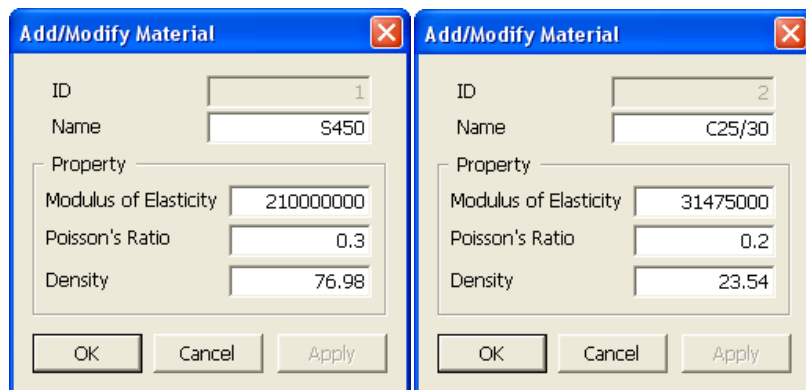 Add/Modify Material
ID 1
Name S450
Property
Modulus of Elasticity 210000000
Poisson's Ratio 0.3
Density 76.98
OK Cancel Apply
Add/Modify Material
ID 2
Name C25/30
Property
Modulus of Elasticity 31475000
Poisson's Ratio 0.2
Density 23.54
OK Cancel Apply